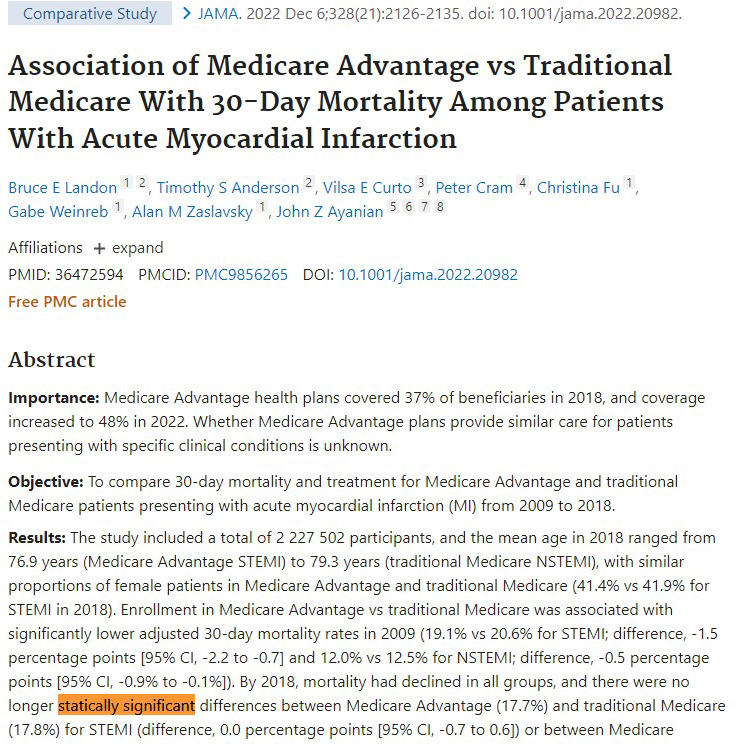 Comparative Study > JAMA. 2022 Dec 6;328(21):2126-2135. doi: 10.1001/jama.2022.20982.
Association of Medicare Advantage vs Traditional
Medicare With 30-Day Mortality Among Patients
With Acute Myocardial Infarction
Bruce E Landon 1 2, Timothy S Anderson 2, Vilsa E Curto 3, Peter Cram 4, Christina Fu 1,
Gabe Weinreb 1, Alan M Zaslavsky 1, John Z Ayanian 5 6 7 8
Affiliations + expand
PMID: 36472594 PMCID: PMC9856265 DOI: 10.1001/jama.2022.20982
Free PMC article
Abstract
Importance: Medicare Advantage health plans covered 37% of beneficiaries in 2018, and coverage
increased to 48% in 2022. Whether Medicare Advantage plans provide similar care for patients
presenting with specific clinical conditions is unknown.
Objective: To compare 30-day mortality and treatment for Medicare Advantage and traditional
Medicare patients presenting with acute myocardial infarction (MI) from 2009 to 2018.
Results: The study included a total of 2 227 502 participants, and the mean age in 2018 ranged from
76.9 years (Medicare Advantage STEMI) to 79.3 years (traditional Medicare NSTEMI), with similar
proportions of female patients in Medicare Advantage and traditional Medicare (41.4% vs 41.9% for
STEMI in 2018). Enrollment in Medicare Advantage vs traditional Medicare was associated with
significantly lower adjusted 30-day mortality rates in 2009 (19.1% vs 20.6% for STEMI; difference, -1.5
percentage points [95% CI, -2.2 to -0.7] and 12.0% vs 12.5% for NSTEMI; difference, -0.5 percentage
points [95% CI, -0.9% to -0.1%]). By 2018, mortality had declined in all groups, and there were no
longer statically significant differences between Medicare Advantage (17.7%) and traditional Medicare
(17.8%) for STEMI (difference, 0.0 percentage points [95% CI, -0.7 to 0.6]) or between Medicare